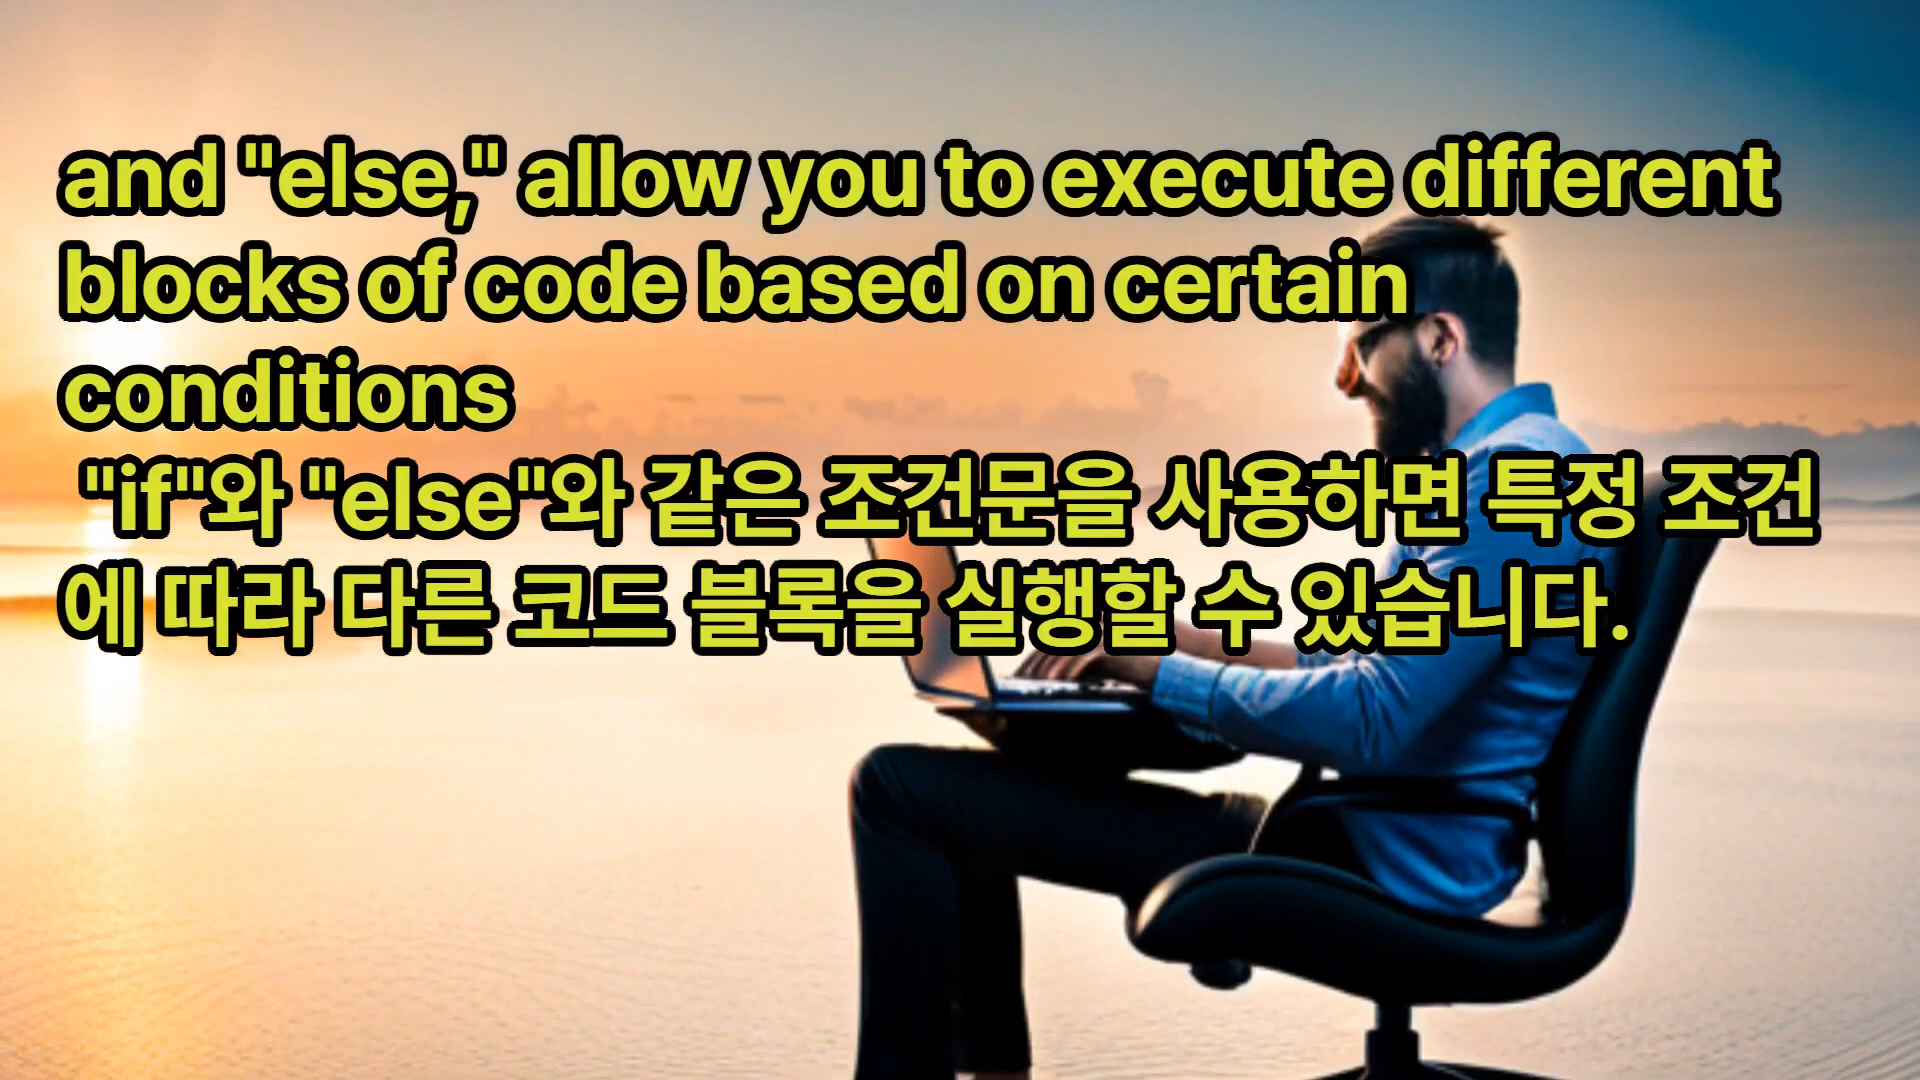 and "else," allow you to execute different
blocks of code based on certain
conditions
"if"와 "else"와 같은 조건문을 사용하면 특정 조건
에 따라 다른 코드 블록을 실행할 수 있습니다.